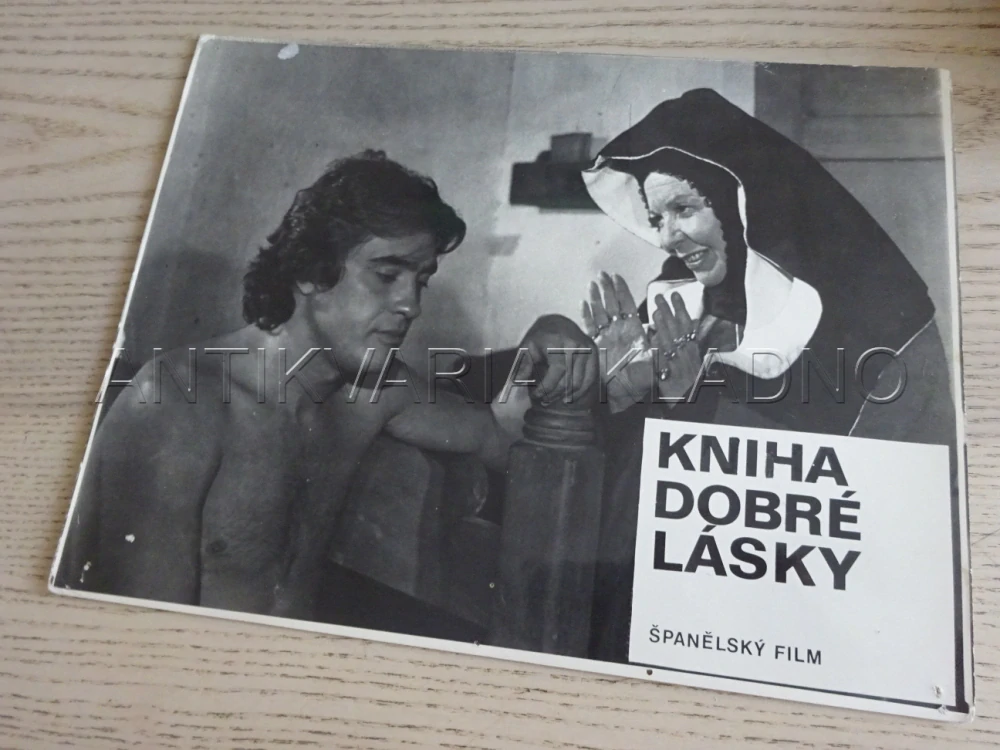 ANTIKVARIATKLADNO
KNIHA
DOBRÉ
LÁSKY
ŠPANĚLSKÝ FILM